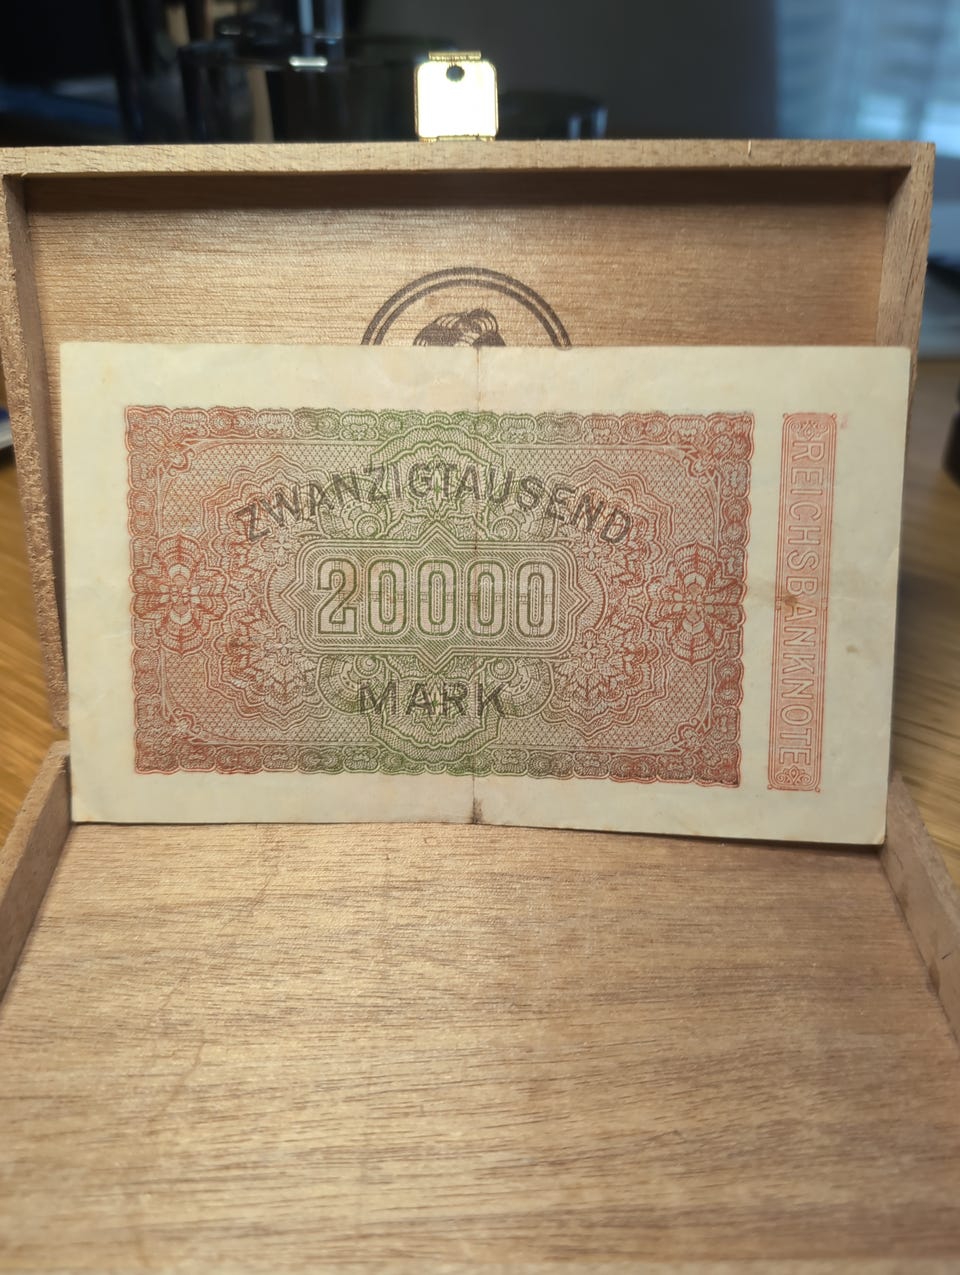 ZWANZIGTAUSEND
20000
MARK
REICHSBANKNOTE